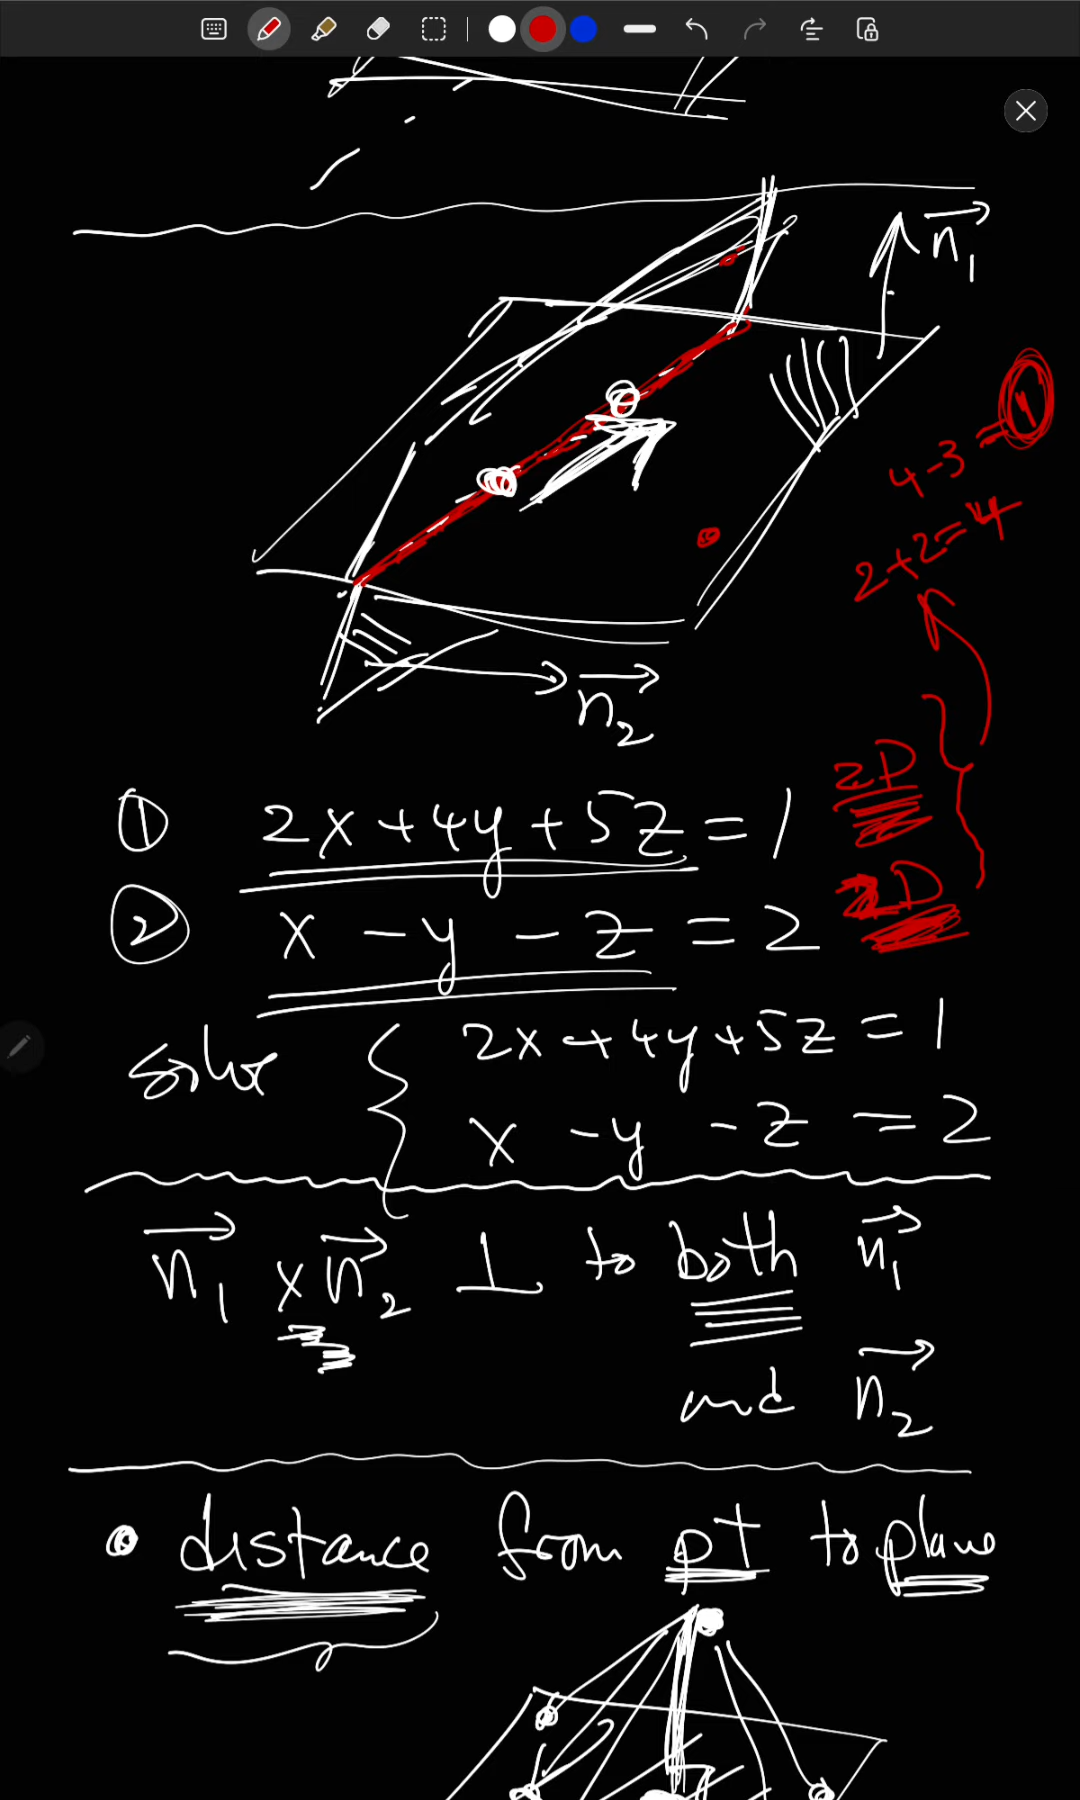 n₁
4-3=1
2+2=4
n₂
2D
① 2x+4y+5z=1
2D
② x-y-z=2
solve { 2x+4y+5z=1
x-y-z=2
n₁ x n₂ ⊥ to both n₁
and n₂
• distance from pt to plane